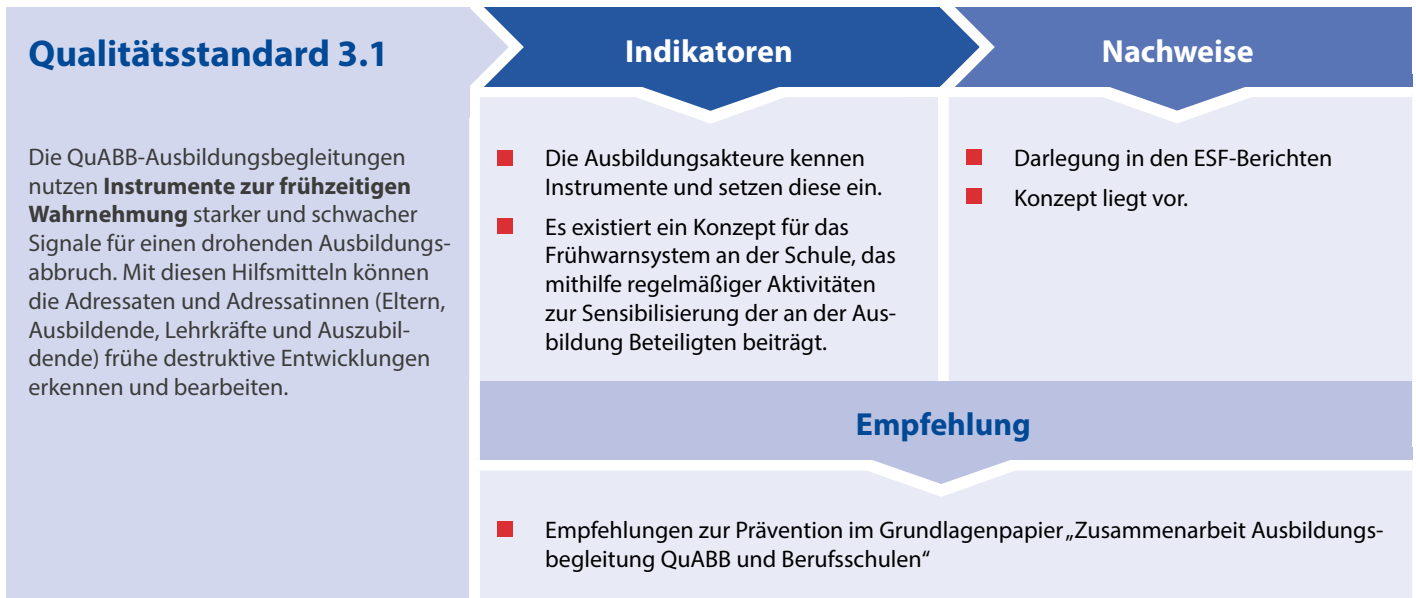 Qualitätsstandard 3.1
Die QuABB-Ausbildungsbegleitungen
nutzen Instrumente zur frühzeitigen
Wahrnehmung starker und schwacher
Signale für einen drohenden Ausbildungs-
abbruch. Mit diesen Hilfsmitteln können
die Adressaten und Adressatinnen (Eltern,
Ausbildende, Lehrkräfte und Auszubil-
dende) frühe destruktive Entwicklungen
erkennen und bearbeiten.
Indikatoren
Die Ausbildungsakteure kennen
Instrumente und setzen diese ein.
Es existiert ein Konzept für das
Frühwarnsystem an der Schule, das
mithilfe regelmäßiger Aktivitäten
zur Sensibilisierung der an der Aus-
bildung Beteiligten beiträgt.
Nachweise
Darlegung in den ESF-Berichten
Konzept liegt vor.
Empfehlung
Empfehlungen zur Prävention im Grundlagenpapier „Zusammenarbeit Ausbildungs-
begleitung QuABB und Berufsschulen“